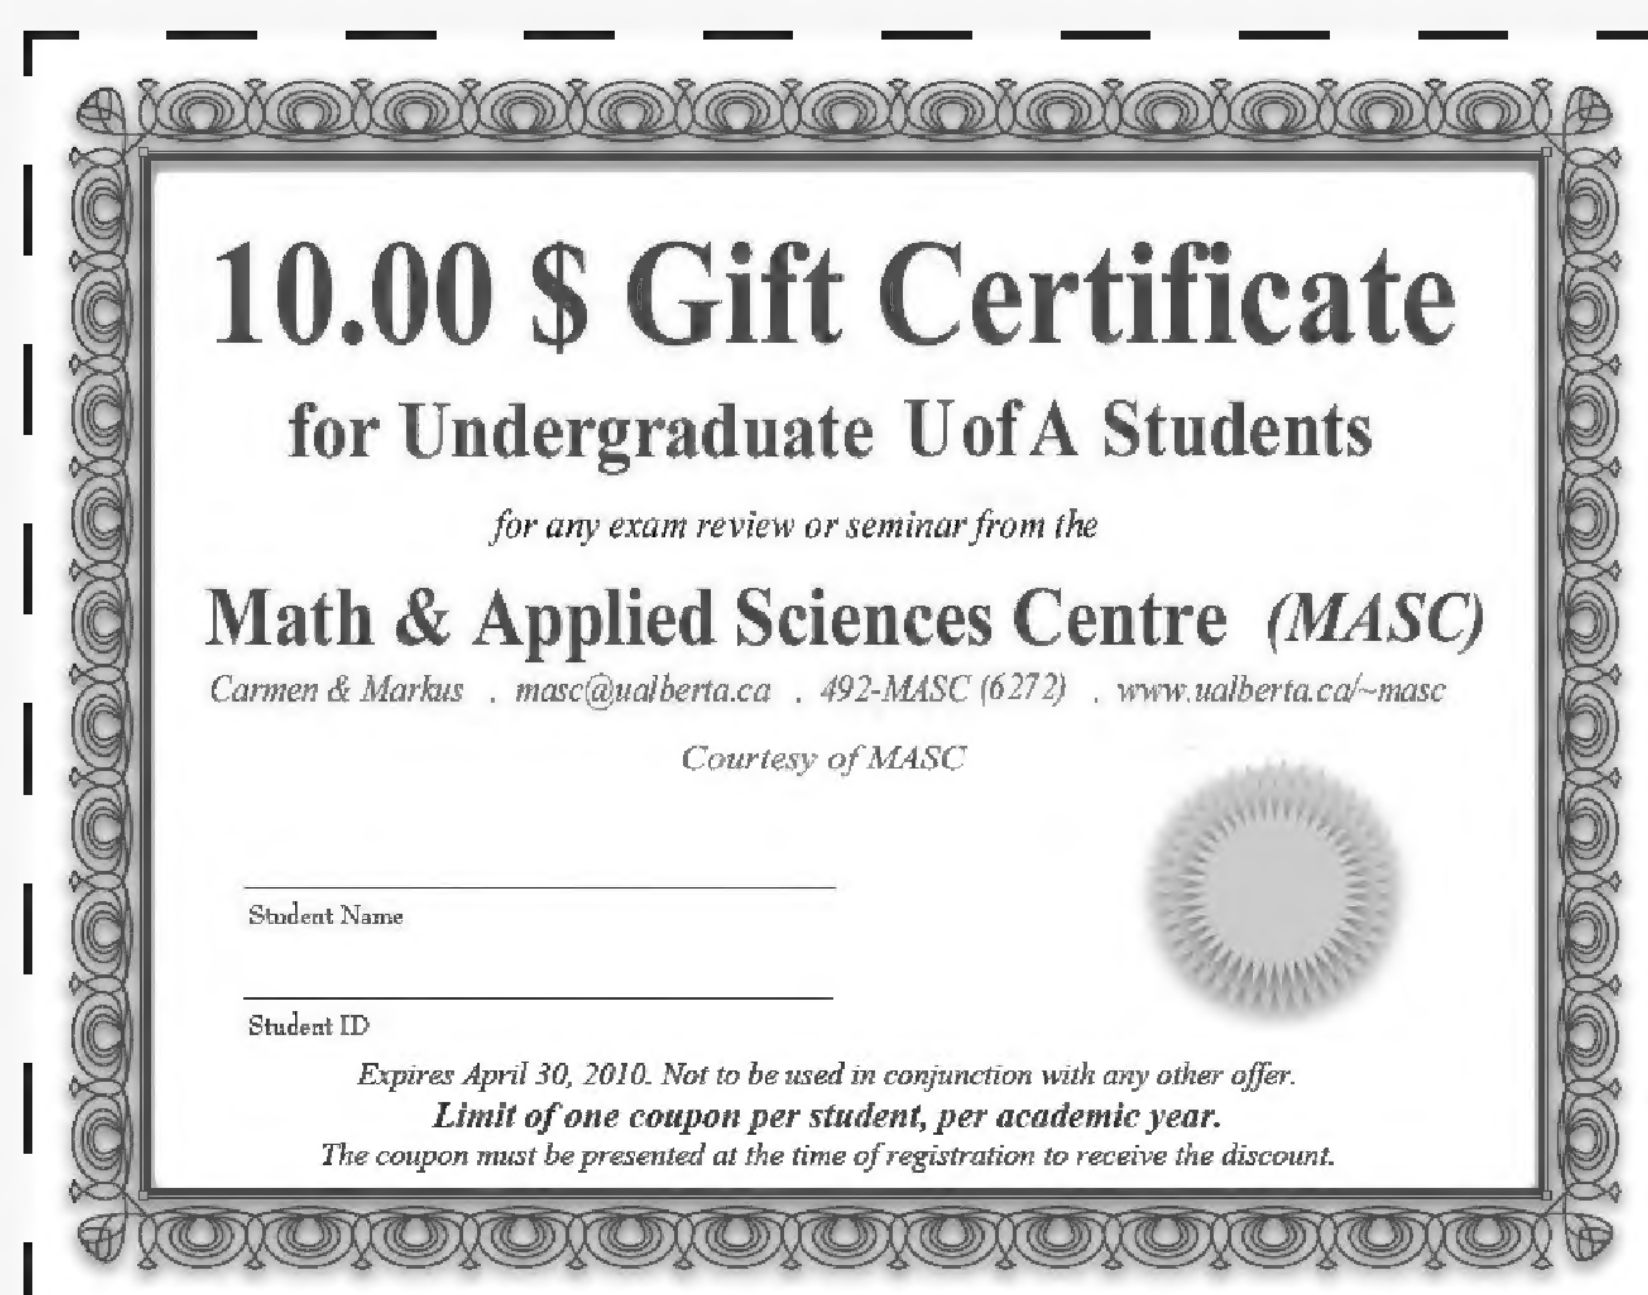 10.00 $ Gift Certificate
for Undergraduate U of A Students
for any exam review or seminar from the
Math & Applied Sciences Centre (MASC)
Carmen & Markus . masc@ualberta.ca . 492-MASC (6272) . www.ualberta.ca/~masc
Courtesy of MASC
Student Name
Student ID
Expires April 30, 2010. Not to be used in conjunction with any other offer.
Limit of one coupon per student, per academic year.
The coupon must be presented at the time of registration to receive the discount.